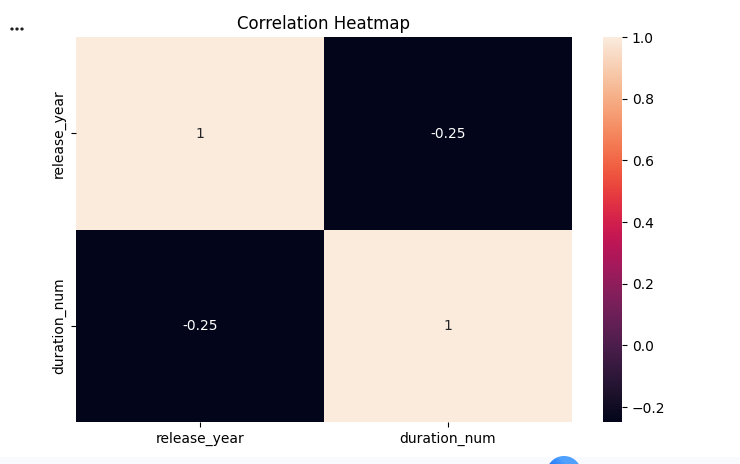 ...
Correlation Heatmap
release_year
1
-0.25
duration_num
-0.25
1
release_year
duration_num
1.0
0.8
0.6
0.4
0.2
0.0
−0.2